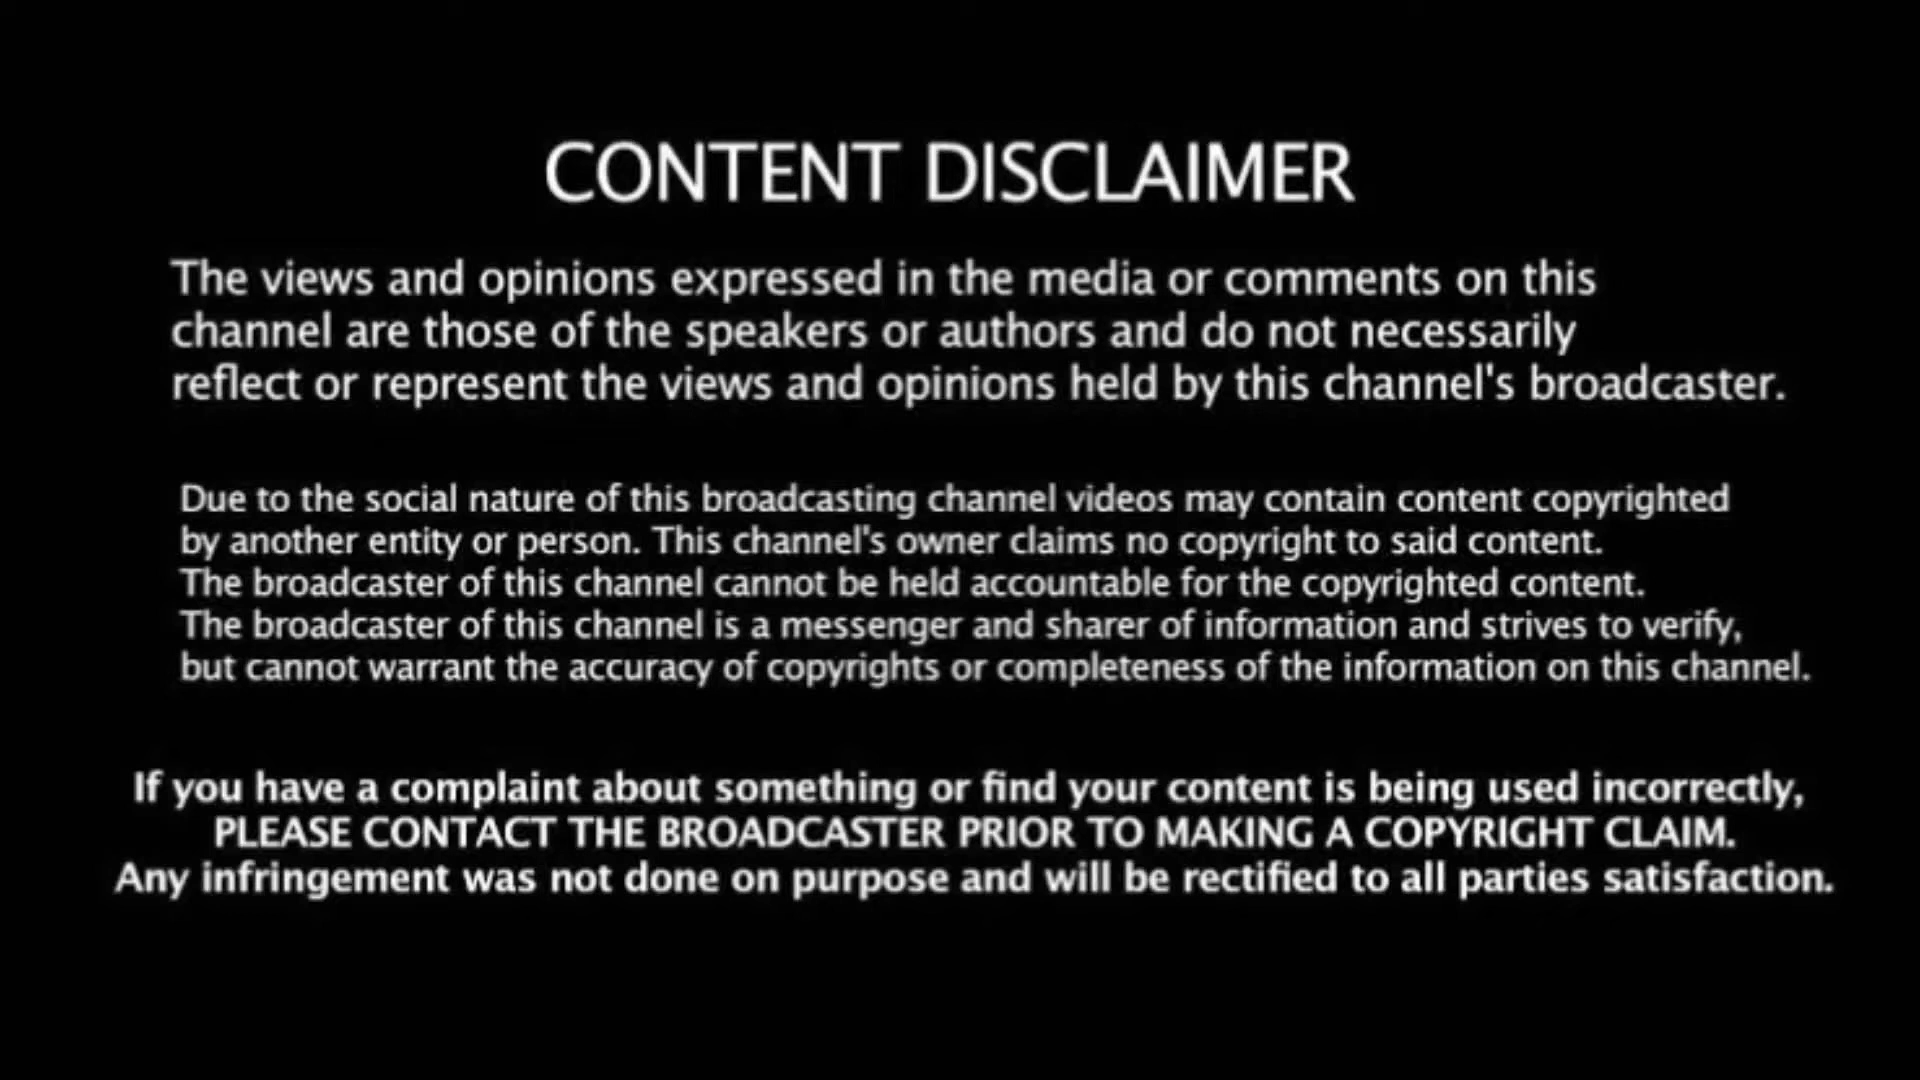 CONTENT DISCLAIMER
The views and opinions expressed in the media or comments on this
channel are those of the speakers or authors and do not necessarily
reflect or represent the views and opinions held by this channel's broadcaster.
Due to the social nature of this broadcasting channel videos may contain content copyrighted
by another entity or person. This channel's owner claims no copyright to said content.
The broadcaster of this channel cannot be held accountable for the copyrighted content.
The broadcaster of this channel is a messenger and sharer of information and strives to verify,
but cannot warrant the accuracy of copyrights or completeness of the information on this channel.
If you have a complaint about something or find your content is being used incorrectly,
PLEASE CONTACT THE BROADCASTER PRIOR TO MAKING A COPYRIGHT CLAIM.
Any infringement was not done on purpose and will be rectified to all parties satisfaction.